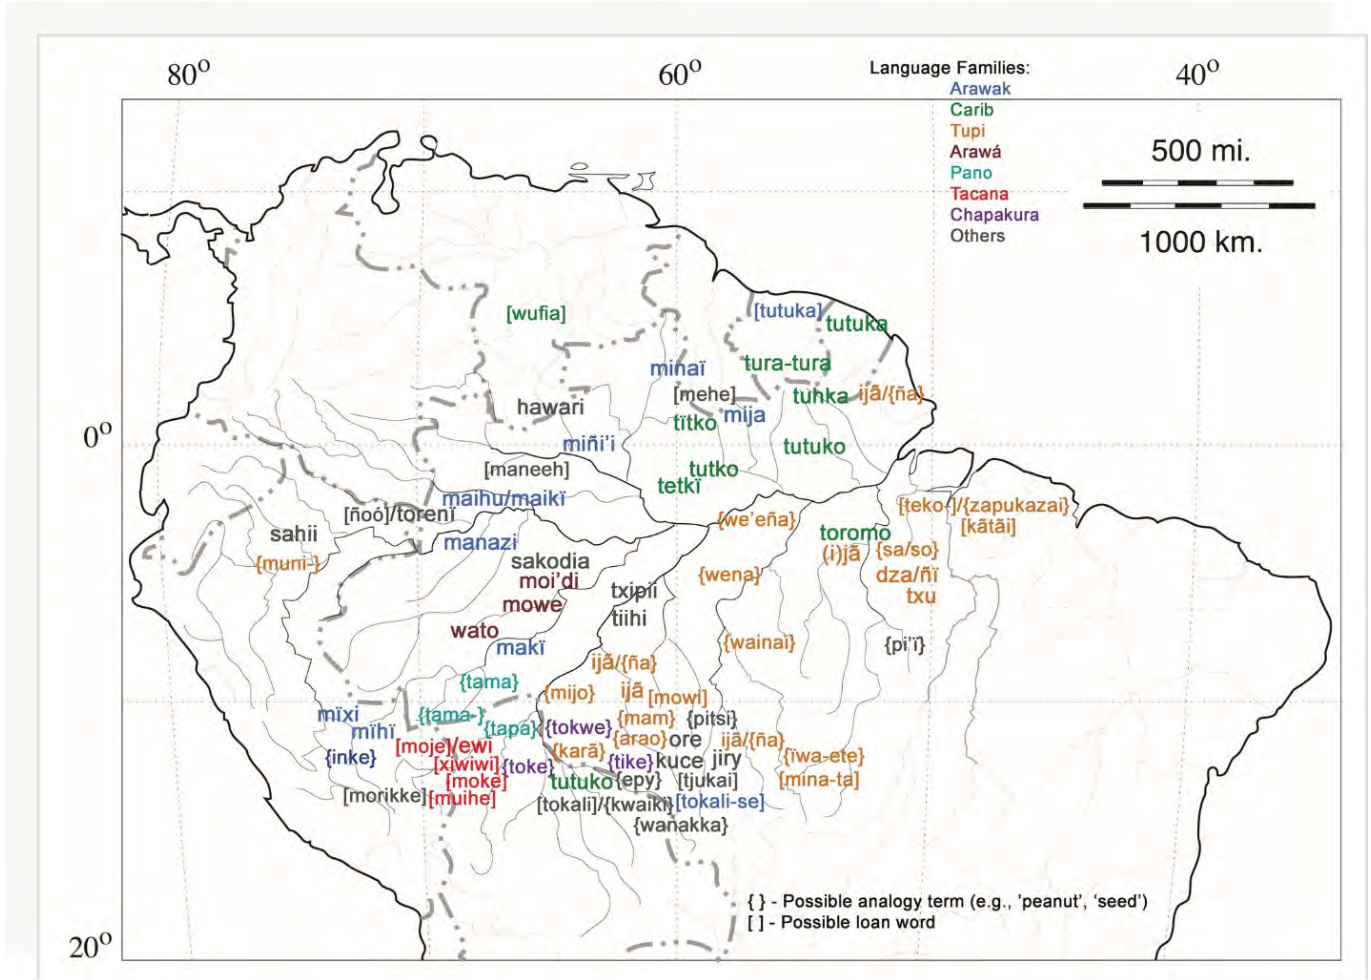 80° 60° 40°
Language Families:
Arawak
Carib
Tupi
Arawá
Pano
Tacana
Chapakura
Others
500 mi.
1000 km.
[wufia]
[tutuka]
tutuka
tura-tura
minaï
[mehe]
tuhka
ijã/{ña}
hawari
mija
tïtko
0°
miñi'i
tutuko
[maneeh]
tutko
tetkï
maihu/maikï
[teko-]/{zapukazai}
[ñoó]/torenï
{we'eña}
[kãtãi]
sahii
toromo
manazi
{sa/so}
(i)jã
{muni-}
sakodia
{wena}
dza/ñï
moi'di
txipii
txu
mowe
tiihi
wato
{wainai}
{pi'ï}
makï
ijã/{ña}
{tama}
{mijo}
ijã
[mowi]
mïxi
{tama-}
{mam}
{pitsi}
{tapa}
{tokwe}
mïhï
{arao}
ore
ijã/{ña}
[moje]/ewi
{karã}
{inke}
[xiwiwi]
{toke}
{tike}
kuce
jiry
{ïwa-ete}
[moke]
tutuko
{epy}
[tjukai]
[mina-ta]
[morikke]
[muihe]
[tokali]/{kwaiki}
[tokali-se]
{wanakka}
{ } - Possible analogy term (e.g., 'peanut', 'seed')
[ ] - Possible loan word
20°